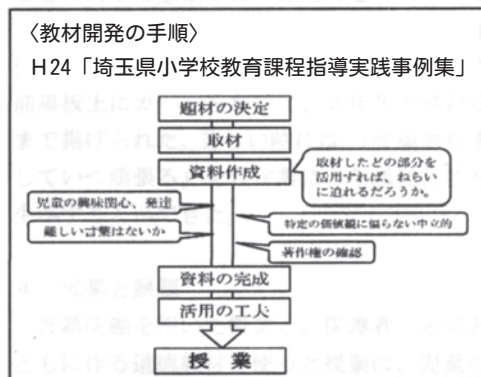 〈教材開発の手順〉
H24「埼玉県小学校教育課程指導実践事例集」
題材の決定
取材
資料作成
取材したどの部分を
活用すれば、ねらい
に迫れるだろうか。
児童の興味関心、発達
特定の価値観に偏らない中立的
難しい言葉はないか
著作権の確認
資料の完成
活用の工夫
授 業